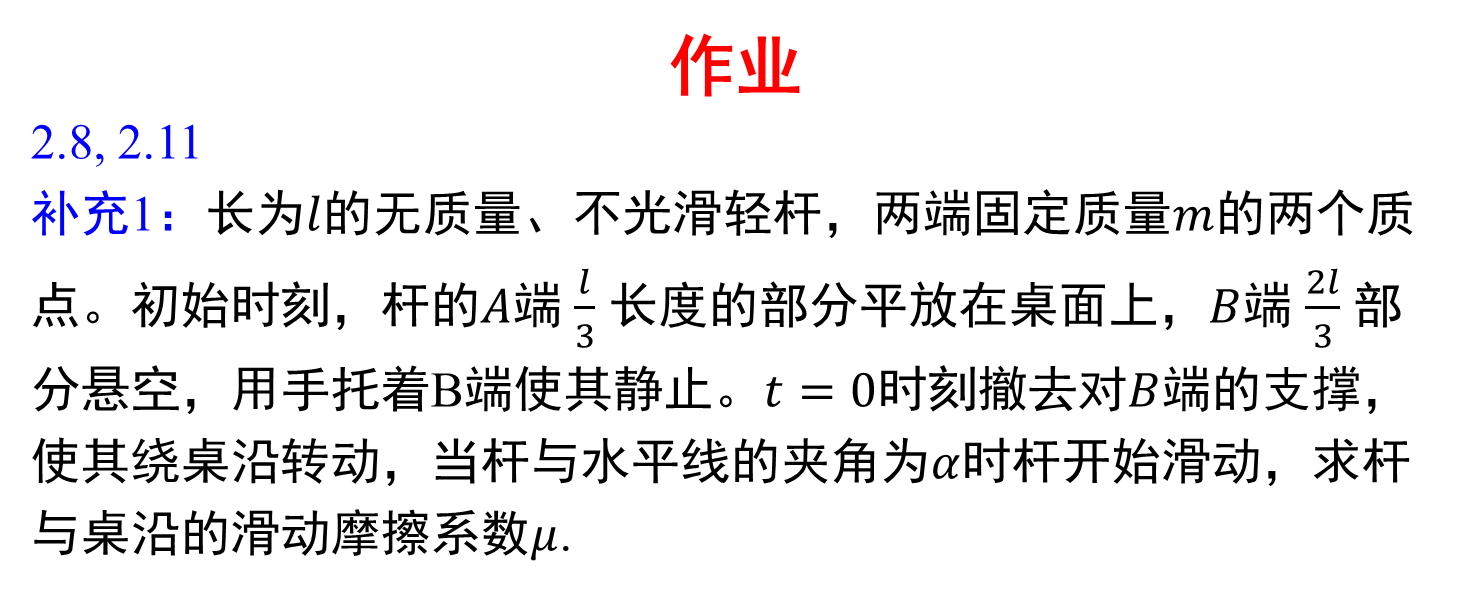 作业
2.8, 2.11
补充1：长为l的无质量、不光滑轻杆，两端固定质量m的两个质
点。初始时刻，杆的A端 l/3 长度的部分平放在桌面上，B端 2l/3 部
分悬空，用手托着B端使其静止。t = 0时刻撤去对B端的支撑，
使其绕桌沿转动，当杆与水平线的夹角为α时杆开始滑动，求杆
与桌沿的滑动摩擦系数μ.